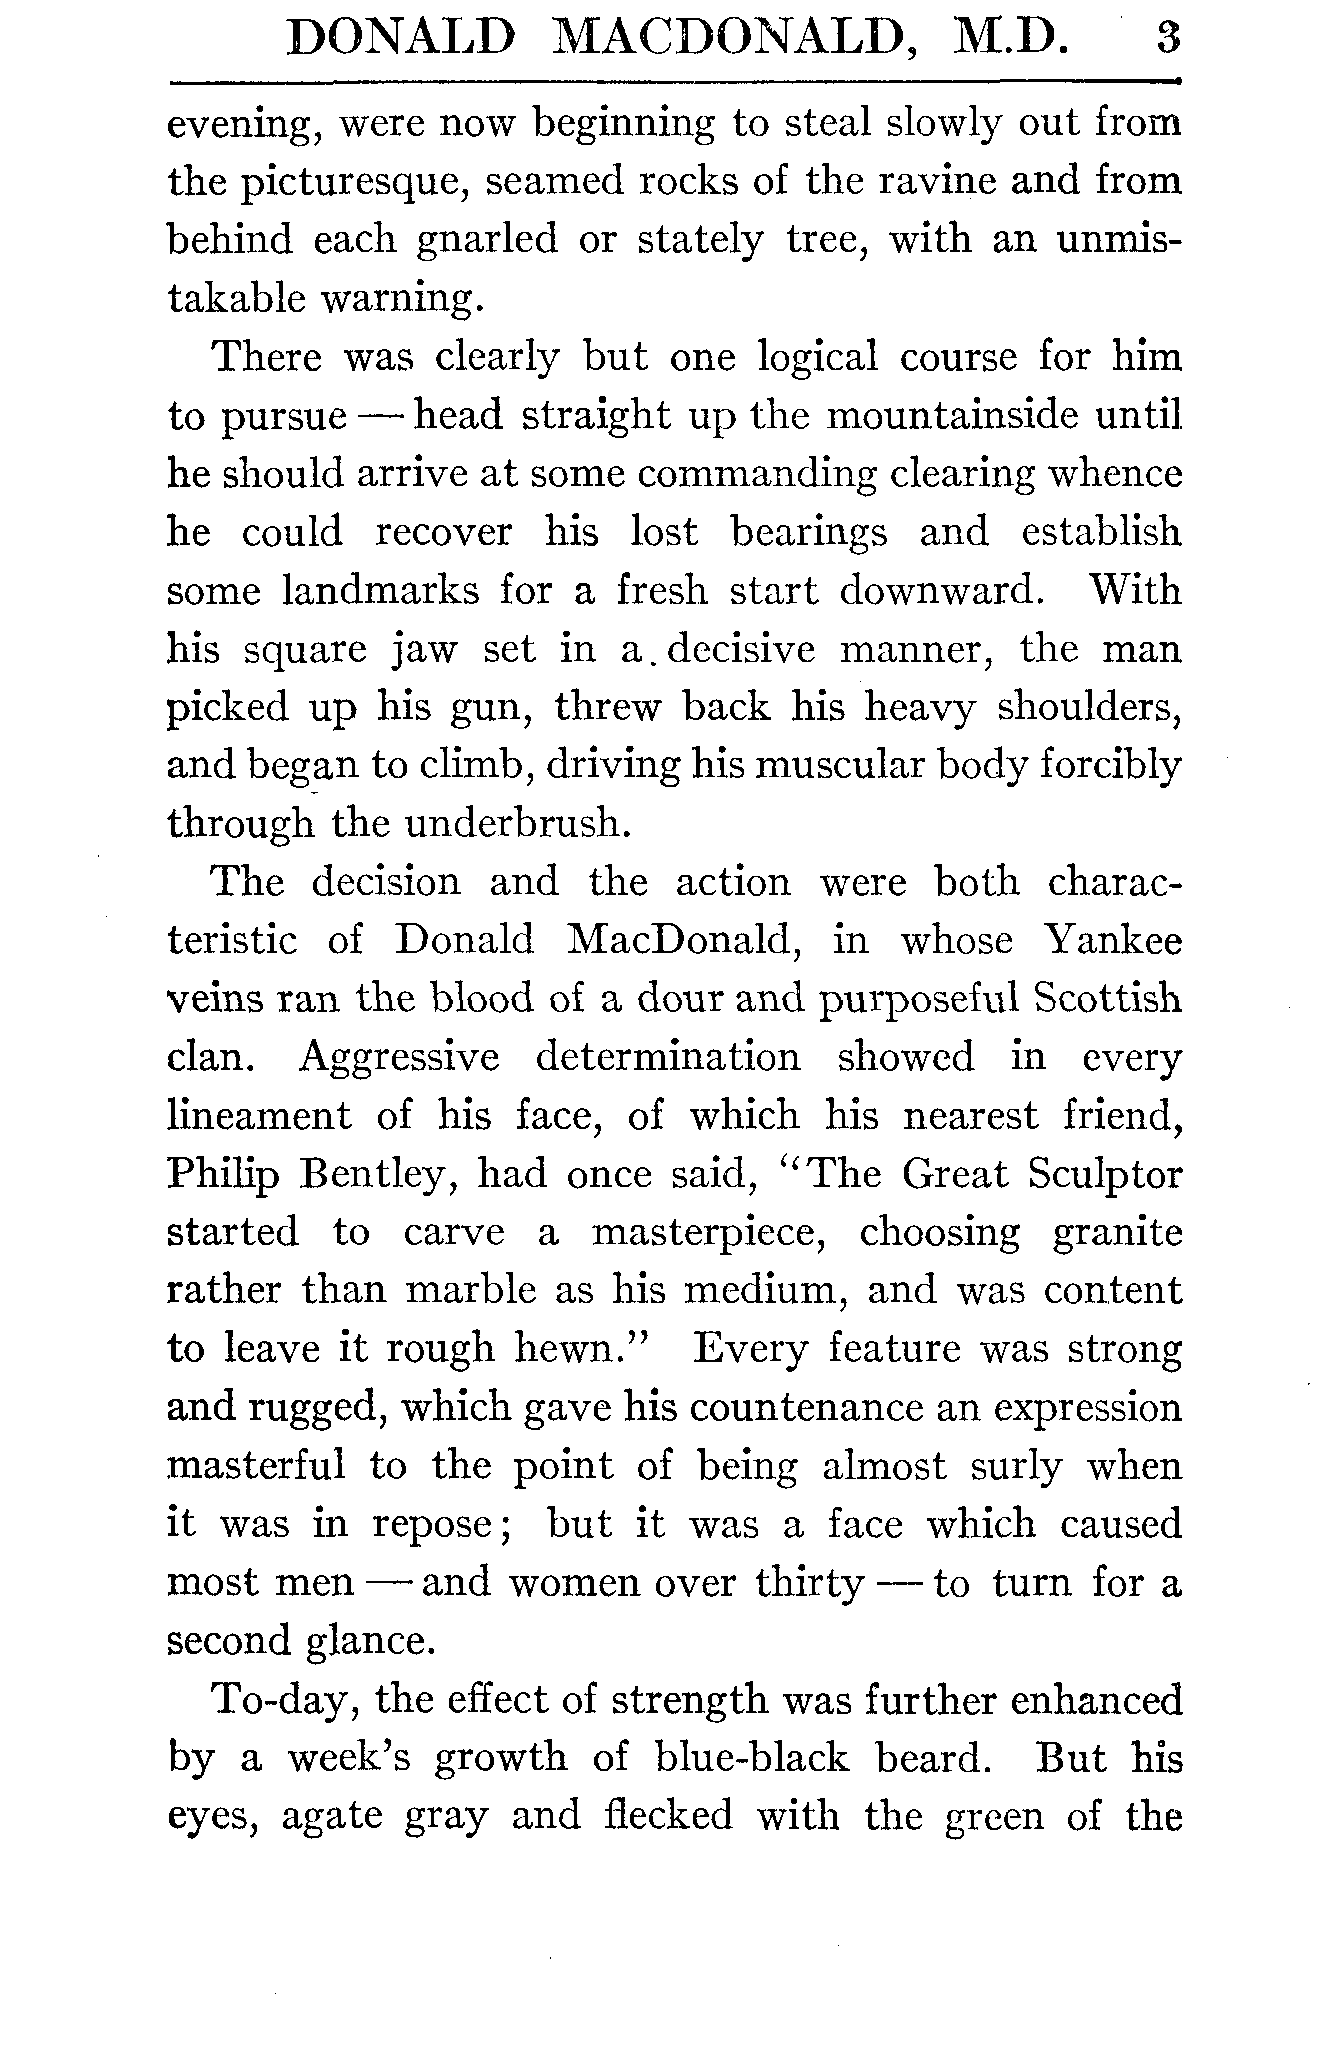 DONALD MACDONALD, M.D. 3
evening, were now beginning to steal slowly out from
the picturesque, seamed rocks of the ravine and from
behind each gnarled or stately tree, with an unmis-
takable warning.
There was clearly but one logical course for him
to pursue — head straight up the mountainside until
he should arrive at some commanding clearing whence
he could recover his lost bearings and establish
some landmarks for a fresh start downward. With
his square jaw set in a decisive manner, the man
picked up his gun, threw back his heavy shoulders,
and began to climb, driving his muscular body forcibly
through the underbrush.
The decision and the action were both charac-
teristic of Donald MacDonald, in whose Yankee
veins ran the blood of a dour and purposeful Scottish
clan. Aggressive determination showed in every
lineament of his face, of which his nearest friend,
Philip Bentley, had once said, “The Great Sculptor
started to carve a masterpiece, choosing granite
rather than marble as his medium, and was content
to leave it rough hewn.” Every feature was strong
and rugged, which gave his countenance an expression
masterful to the point of being almost surly when
it was in repose; but it was a face which caused
most men — and women over thirty — to turn for a
second glance.
To-day, the effect of strength was further enhanced
by a week’s growth of blue-black beard. But his
eyes, agate gray and flecked with the green of the